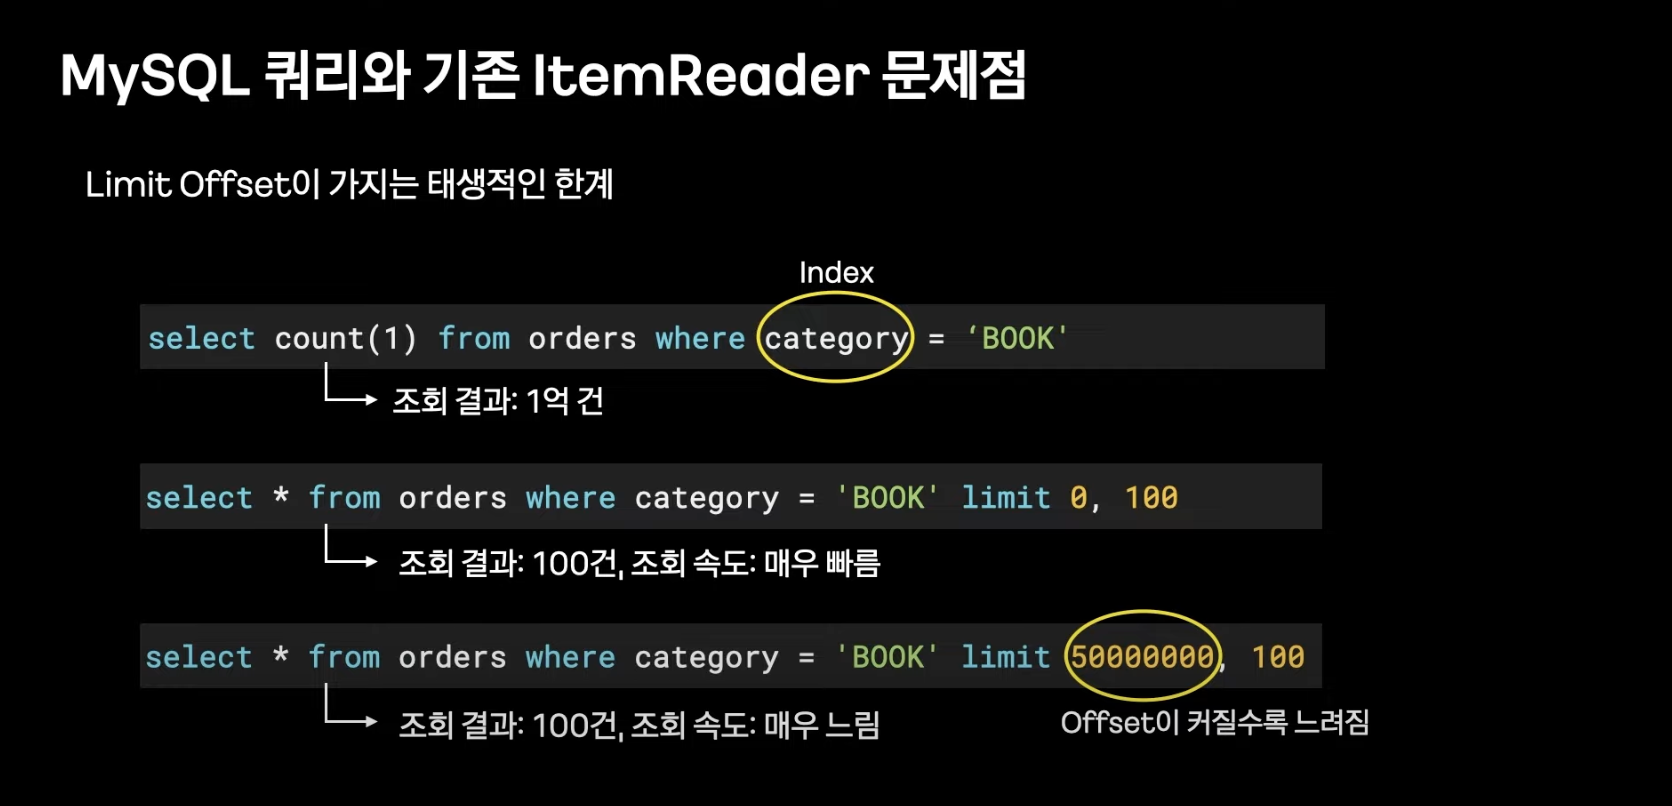 MySQL 쿼리와 기존 ItemReader 문제점
Limit Offset이 가지는 태생적인 한계
Index
select count(1) from orders where category = ‘BOOK'
조회 결과: 1억 건
select * from orders where category = 'BOOK' limit 0, 100
조회 결과: 100건, 조회 속도: 매우 빠름
select * from orders where category = 'BOOK' limit 50000000, 100
조회 결과: 100건, 조회 속도: 매우 느림
Offset이 커질수록 느려짐